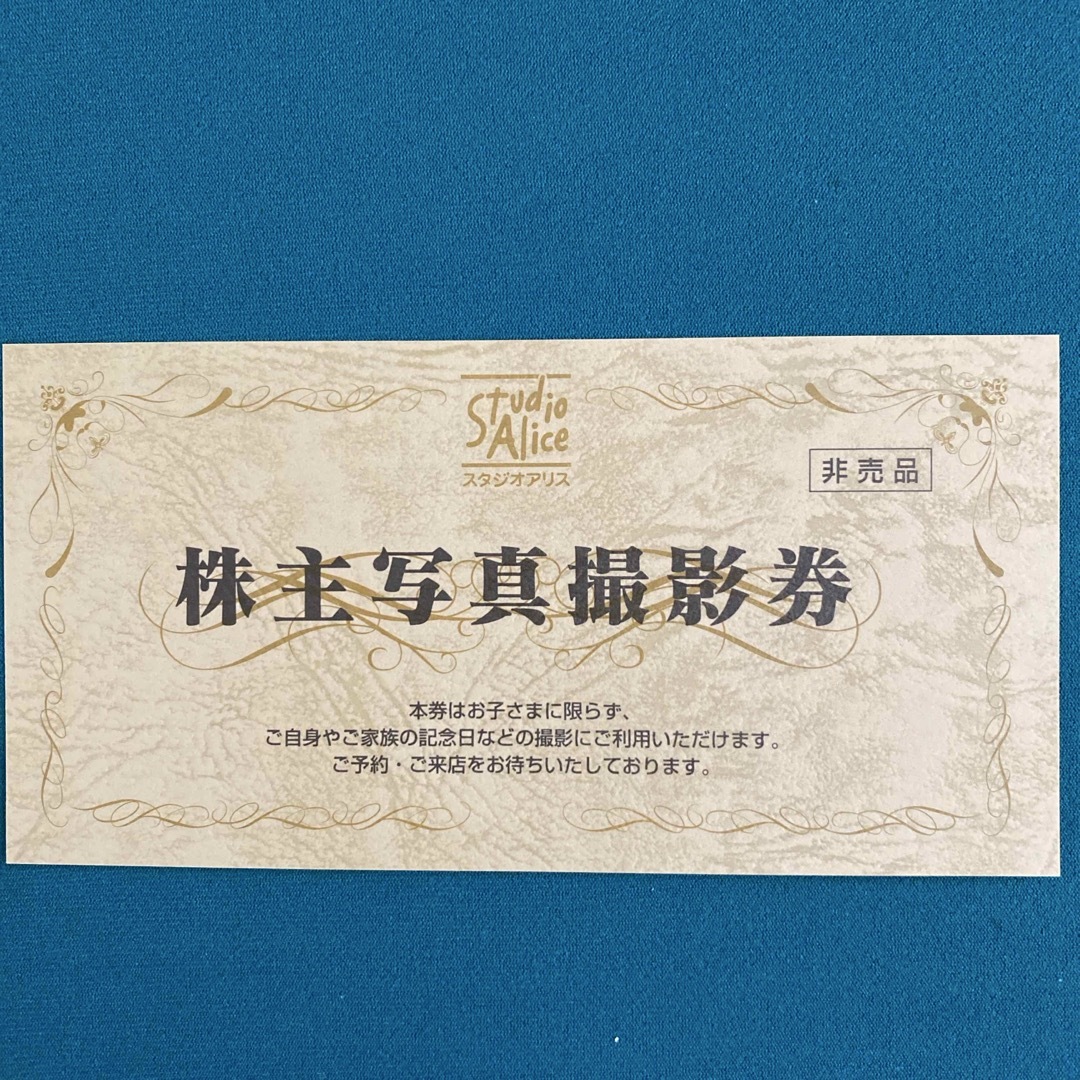 Studio
Alice
スタジオアリス
非売品
株主写真撮影券
本券はお子さまに限らず、
ご自身やご家族の記念日などの撮影にご利用いただけます。
ご予約・ご来店をお待ちいたしております。